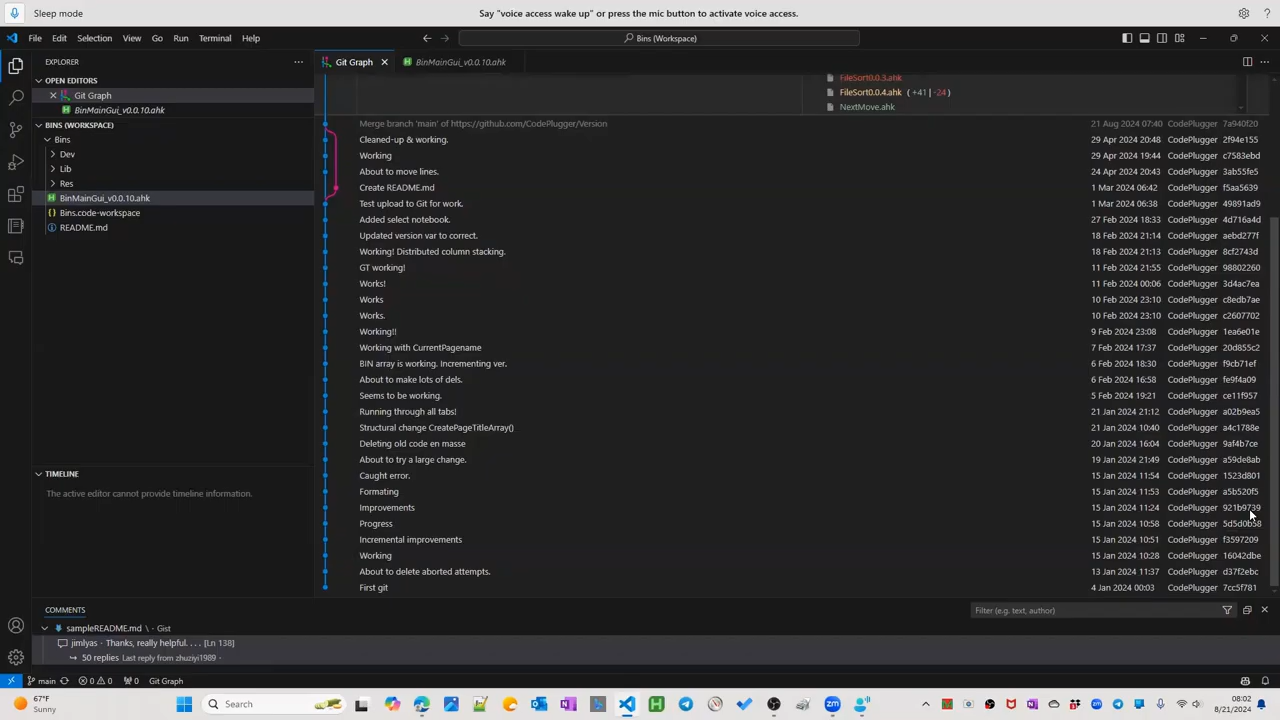 Sleep mode
Say "voice access wake up" or press the mic button to activate voice access.
File Edit Selection View Go Run Terminal Help
Bins (Workspace)
EXPLORER
Git Graph
BinMainGui_v0.0.10.ahk
OPEN EDITORS
Git Graph
BinMainGui_v0.0.10.ahk
BINS (WORKSPACE)
Bins
Dev
Lib
Res
BinMainGui_v0.0.10.ahk
Bins.code-workspace
README.md
TIMELINE
The active editor cannot provide timeline information.
FileSort0.0.3.ahk
FileSort0.0.4.ahk ( +41 | -24 )
NextMove.ahk
Merge branch 'main' of https://github.com/CodePlugger/Version 21 Aug 2024 07:40 CodePlugger 7a940f20
Cleaned-up & working. 29 Apr 2024 20:48 CodePlugger 2f94e155
Working 29 Apr 2024 19:44 CodePlugger c7583ebd
About to move lines. 24 Apr 2024 20:43 CodePlugger 3ab55fe5
Create README.md 1 Mar 2024 06:42 CodePlugger f5aa5639
Test upload to Git for work. 1 Mar 2024 06:38 CodePlugger 49891ad9
Added select notebook. 27 Feb 2024 18:33 CodePlugger 4d716a4d
Updated version var to correct. 18 Feb 2024 21:14 CodePlugger aebd277f
Working! Distributed column stacking. 18 Feb 2024 21:13 CodePlugger 8cf2743d
GT working! 11 Feb 2024 21:55 CodePlugger 98802260
Works! 11 Feb 2024 00:06 CodePlugger 3d4ac7ea
Works 10 Feb 2024 23:10 CodePlugger c8edb7ae
Works. 10 Feb 2024 23:10 CodePlugger c2607702
Working!! 9 Feb 2024 23:08 CodePlugger 1ea6e01e
Working with CurrentPagename 7 Feb 2024 17:37 CodePlugger 20d855c2
BIN array is working. Incrementing ver. 6 Feb 2024 18:30 CodePlugger f9cb71ef
About to make lots of dels. 6 Feb 2024 16:58 CodePlugger fe9f4a09
Seems to be working. 5 Feb 2024 19:21 CodePlugger ce11f957
Running through all tabs! 21 Jan 2024 21:12 CodePlugger a02b9ea5
Structural change CreatePageTitleArray() 21 Jan 2024 10:40 CodePlugger a4c1788e
Deleting old code en masse 20 Jan 2024 16:04 CodePlugger 9af4b7ce
About to try a large change. 19 Jan 2024 21:49 CodePlugger a59de8ab
Caught error. 15 Jan 2024 11:54 CodePlugger 1523d801
Formating 15 Jan 2024 11:53 CodePlugger a5b520f5
Improvements 15 Jan 2024 11:24 CodePlugger 921b9739
Progress 15 Jan 2024 10:58 CodePlugger 5d5d0b58
Incremental improvements 15 Jan 2024 10:51 CodePlugger f3597209
Working 15 Jan 2024 10:28 CodePlugger 16042dbe
About to delete aborted attempts. 13 Jan 2024 11:37 CodePlugger d37f2ebc
First git 4 Jan 2024 00:03 CodePlugger 7cc5f781
COMMENTS
Filter (e.g. text, author)
sampleREADME.md \ - Gist
jimlyas - Thanks, really helpful. ... [Ln 138]
50 replies Last reply from zhuziyi1989 -
main 0 0 0 Git Graph
67°F
Sunny
Search
08:02
8/21/2024